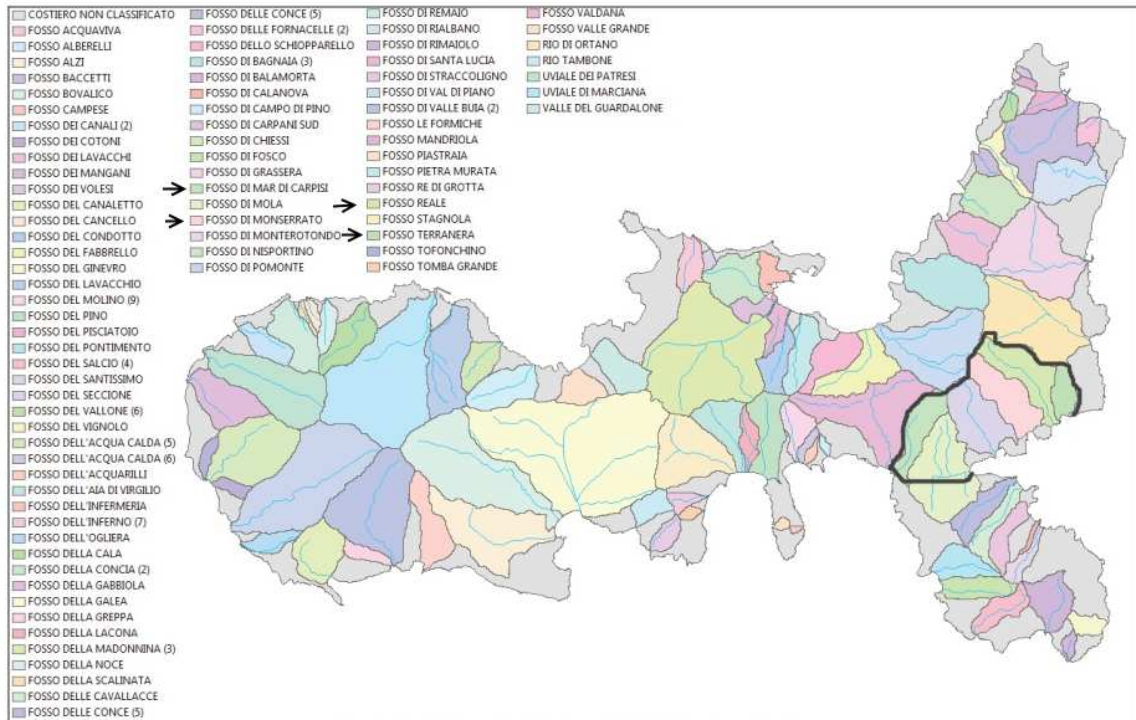 COSTIERO NON CLASSIFICATO
FOSSO ACQUAVIVA
FOSSO ALBERELLI
FOSSO ALZI
FOSSO BACCETTI
FOSSO BOVALICO
FOSSO CAMPESE
FOSSO DEI CANALI (2)
FOSSO DEI COTONI
FOSSO DEI LAVACCHI
FOSSO DEI MANGANI
FOSSO DEI VOLESI
FOSSO DEL CANALETTO
FOSSO DEL CANCELLO
FOSSO DEL CONDOTTO
FOSSO DEL FABBRELLO
FOSSO DEL GINEVRO
FOSSO DEL LAVACCHIO
FOSSO DEL MOLINO (9)
FOSSO DEL PINO
FOSSO DEL PISCIATOIO
FOSSO DEL PONTIMENTO
FOSSO DEL SALCIO (4)
FOSSO DEL SANTISSIMO
FOSSO DEL SECCIONE
FOSSO DEL VALLONE (6)
FOSSO DEL VIGNOLO
FOSSO DELL'ACQUA CALDA (5)
FOSSO DELL'ACQUA CALDA (6)
FOSSO DELL'ACQUARILLI
FOSSO DELL'AIA DI VIRGILIO
FOSSO DELL'INFERMERIA
FOSSO DELL'INFERNO (7)
FOSSO DELL'OGLIERA
FOSSO DELLA CALA
FOSSO DELLA CONCIA (2)
FOSSO DELLA GABBIOLA
FOSSO DELLA GALEA
FOSSO DELLA GREPPA
FOSSO DELLA LACONA
FOSSO DELLA MADONNINA (3)
FOSSO DELLA NOCE
FOSSO DELLA SCALINATA
FOSSO DELLE CAVALLACCE
FOSSO DELLE CONCE (5)
FOSSO DELLE CONCE (5)
FOSSO DELLE FORNACELLE (2)
FOSSO DELLO SCHIOPPARELLO
FOSSO DI BAGNAIA (3)
FOSSO DI BALAMORTA
FOSSO DI CALANOVA
FOSSO DI CAMPO DI PINO
FOSSO DI CARPANI SUD
FOSSO DI CHIESSI
FOSSO DI FOSCO
FOSSO DI GRASSERA
FOSSO DI MAR DI CARPISI
FOSSO DI MOLA
FOSSO DI MONSERRATO
FOSSO DI MONTEROTONDO
FOSSO DI NISPORTINO
FOSSO DI POMONTE
FOSSO DI REMAIO
FOSSO DI RIALBANO
FOSSO DI RIMAIOLO
FOSSO DI SANTA LUCIA
FOSSO DI STRACCOLIGNO
FOSSO DI VAL DI PIANO
FOSSO DI VALLE BUIA (2)
FOSSO LE FORMICHE
FOSSO MANDRIOLA
FOSSO PIASTRAIA
FOSSO PIETRA MURATA
FOSSO RE DI GROTTA
FOSSO REALE
FOSSO STAGNOLA
FOSSO TERRANERA
FOSSO TOFONCHINO
FOSSO TOMBA GRANDE
FOSSO VALDANA
FOSSO VALLE GRANDE
RIO DI ORTANO
RIO TAMBONE
UVIALE DEI PATRESI
UVIALE DI MARCIANA
VALLE DEL GUARDALONE